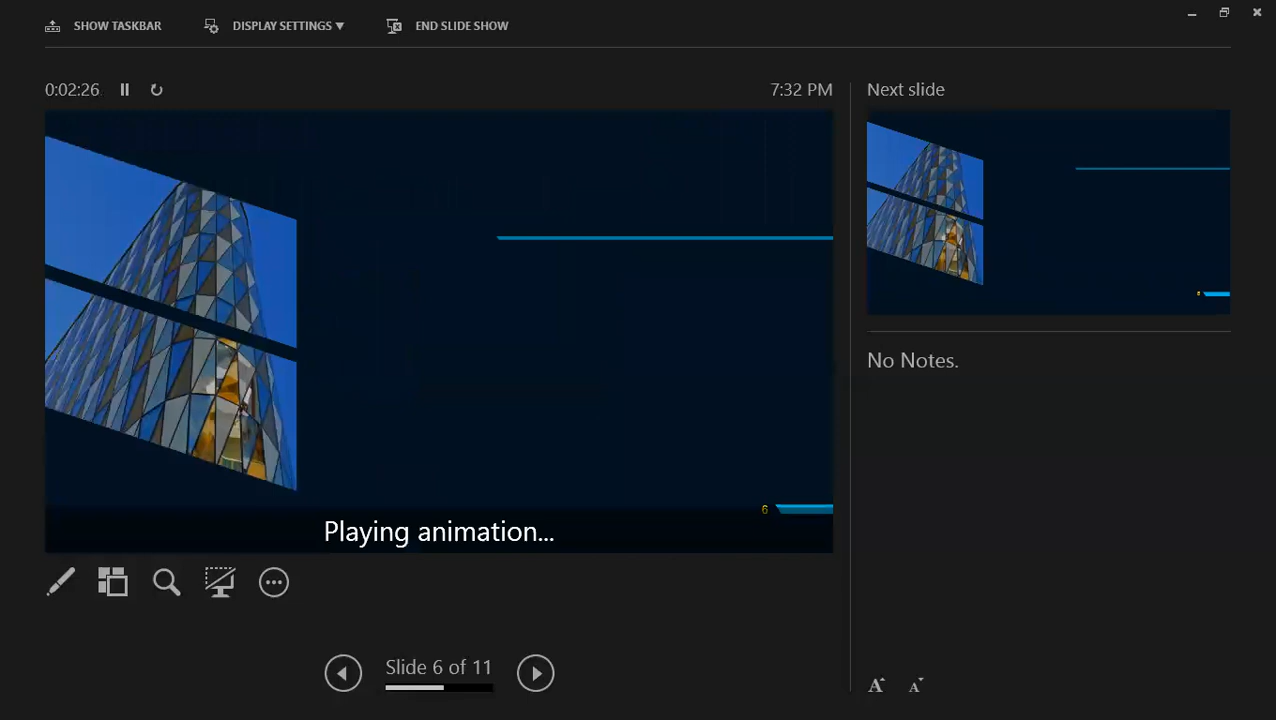 SHOW TASKBAR
DISPLAY SETTINGS ▼
END SLIDE SHOW
0:02:26
7:32 PM
Next slide
6
Playing animation...
No Notes.
Slide 6 of 11
A
A